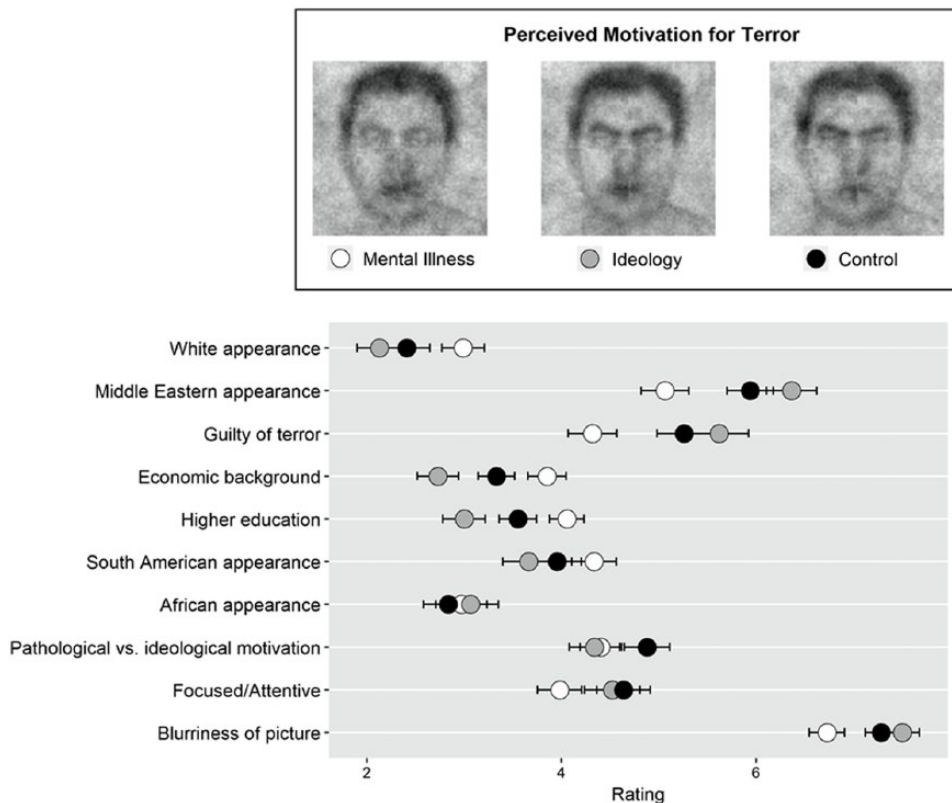 Perceived Motivation for Terror
Mental Illness Ideology Control
White appearance
Middle Eastern appearance
Guilty of terror
Economic background
Higher education
South American appearance
African appearance
Pathological vs. ideological motivation
Focused/Attentive
Blurriness of picture
2 4 6
Rating